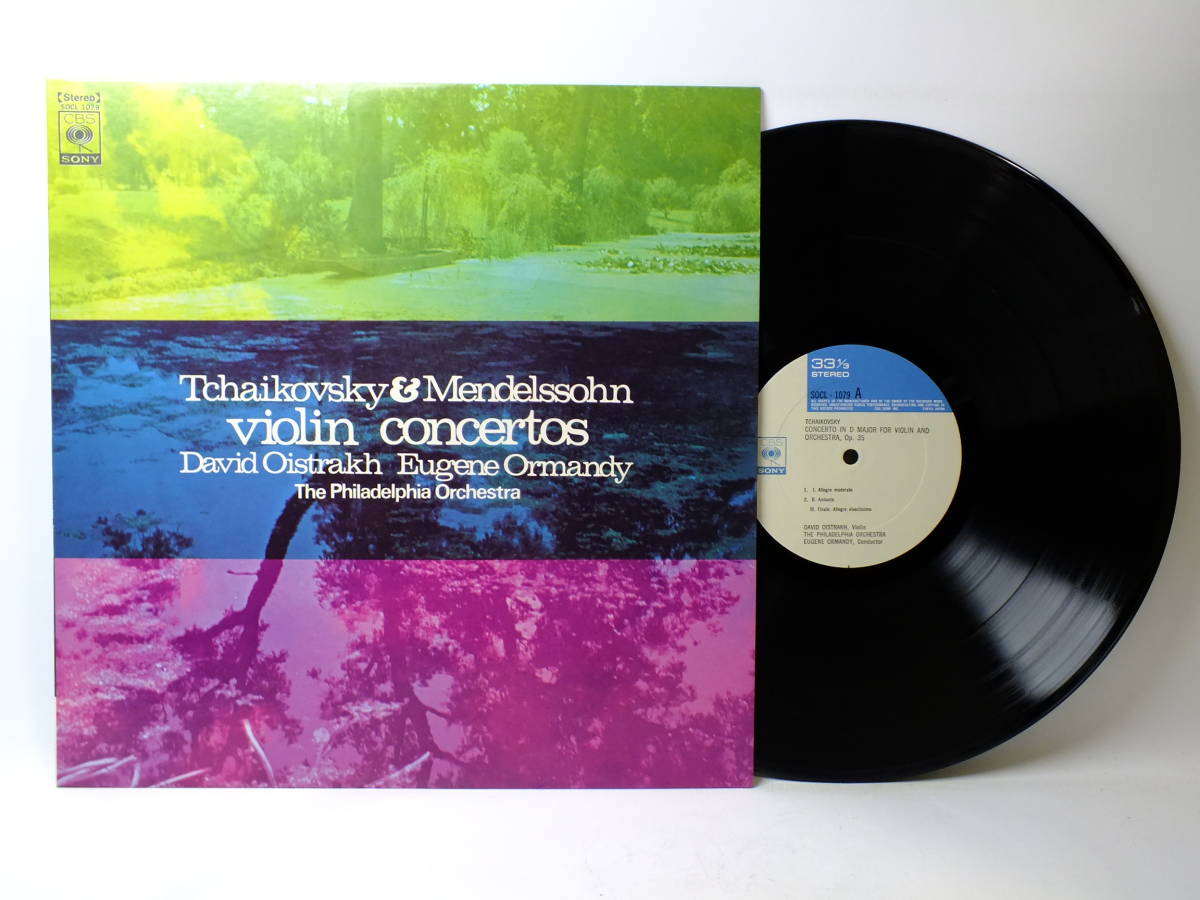 【Stereo】
SOCL 1079
CBS
SONY
Tchaikovsky & Mendelssohn
violin concertos
David Oistrakh Eugene Ormandy
The Philadelphia Orchestra
33 1/3
STEREO
SOCL-1079 A
TCHAIKOVSKY
CONCERTO IN D MAJOR FOR VIOLIN AND
ORCHESTRA, Op. 35
CBS
SONY
1. I. Allegro moderato
2. II. Andante
III. Finale: Allegro vivacissimo
DAVID OISTRAKH, Violin
THE PHILADELPHIA ORCHESTRA
EUGENE ORMANDY, Conductor